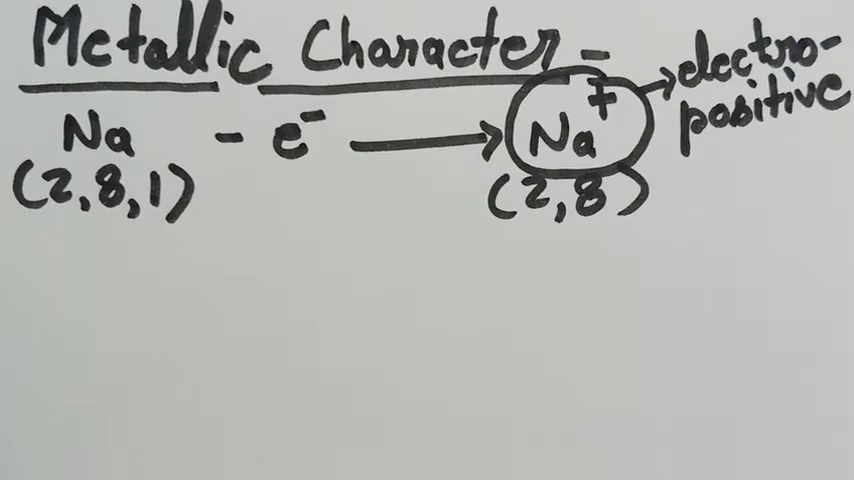 Metallic Character -
Na - e⁻ ⟶ Na⁺ → electro-
positive
(2,8,1) (2,8)